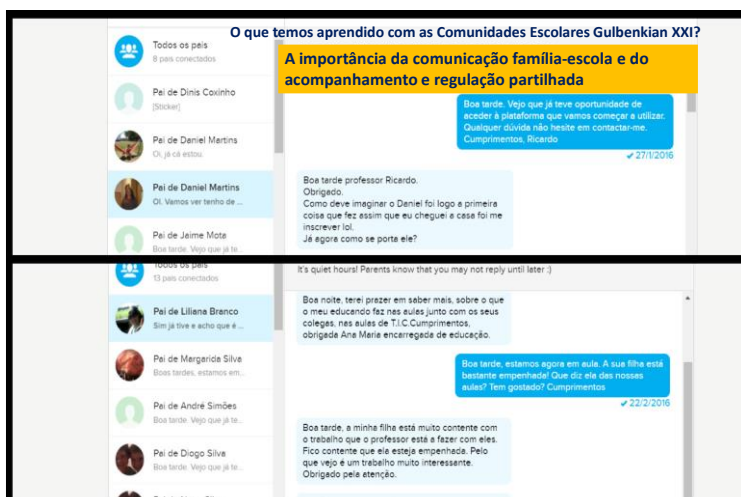 O que temos aprendido com as Comunidades Escolares Gulbenkian XXI?
A importância da comunicação família-escola e do
acompanhamento e regulação partilhada
Todos os pais
8 pais conectados
Pai de Dinis Coxinho
[Sticker]
Pai de Daniel Martins
Oi, já cá estou.
Pai de Daniel Martins
Ol. Vamos ver tenho de ...
Pai de Jaime Mota
Boa tarde. Vejo que já te...
Boa tarde. Vejo que já teve oportunidade de
aceder à plataforma que vamos começar a utilizar.
Qualquer dúvida não hesite em contactar-me.
Cumprimentos, Ricardo
27/1/2016
Boa tarde professor Ricardo.
Obrigado.
Como deve imaginar o Daniel foi logo a primeira
coisa que fez assim que eu cheguei a casa foi me
inscrever lol.
Já agora como se porta ele?
Todos os pais
13 pais conectados
Pai de Liliana Branco
Sim já tive e acho que é ...
Pai de Margarida Silva
Boas tardes, estamos em...
Pai de André Simões
Boa tarde. Vejo que já te...
Pai de Diogo Silva
Boa tarde. Vejo que já te...
It's quiet hours! Parents know that you may not reply until later :)
Boa noite, terei prazer em saber mais, sobre o que
o meu educando faz nas aulas junto com os seus
colegas, nas aulas de T.I.C.Cumprimentos,
obrigada Ana Maria encarregada de educação.
Boa tarde, estamos agora em aula. A sua filha está
bastante empenhada! Que diz ela das nossas
aulas? Tem gostado? Cumprimentos
22/2/2016
Boa tarde, a minha filha está muito contente com
o trabalho que o professor está a fazer com eles.
Fico contente que ela esteja empenhada. Pelo
que vejo é um trabalho muito interessante.
Obrigado pela atenção.